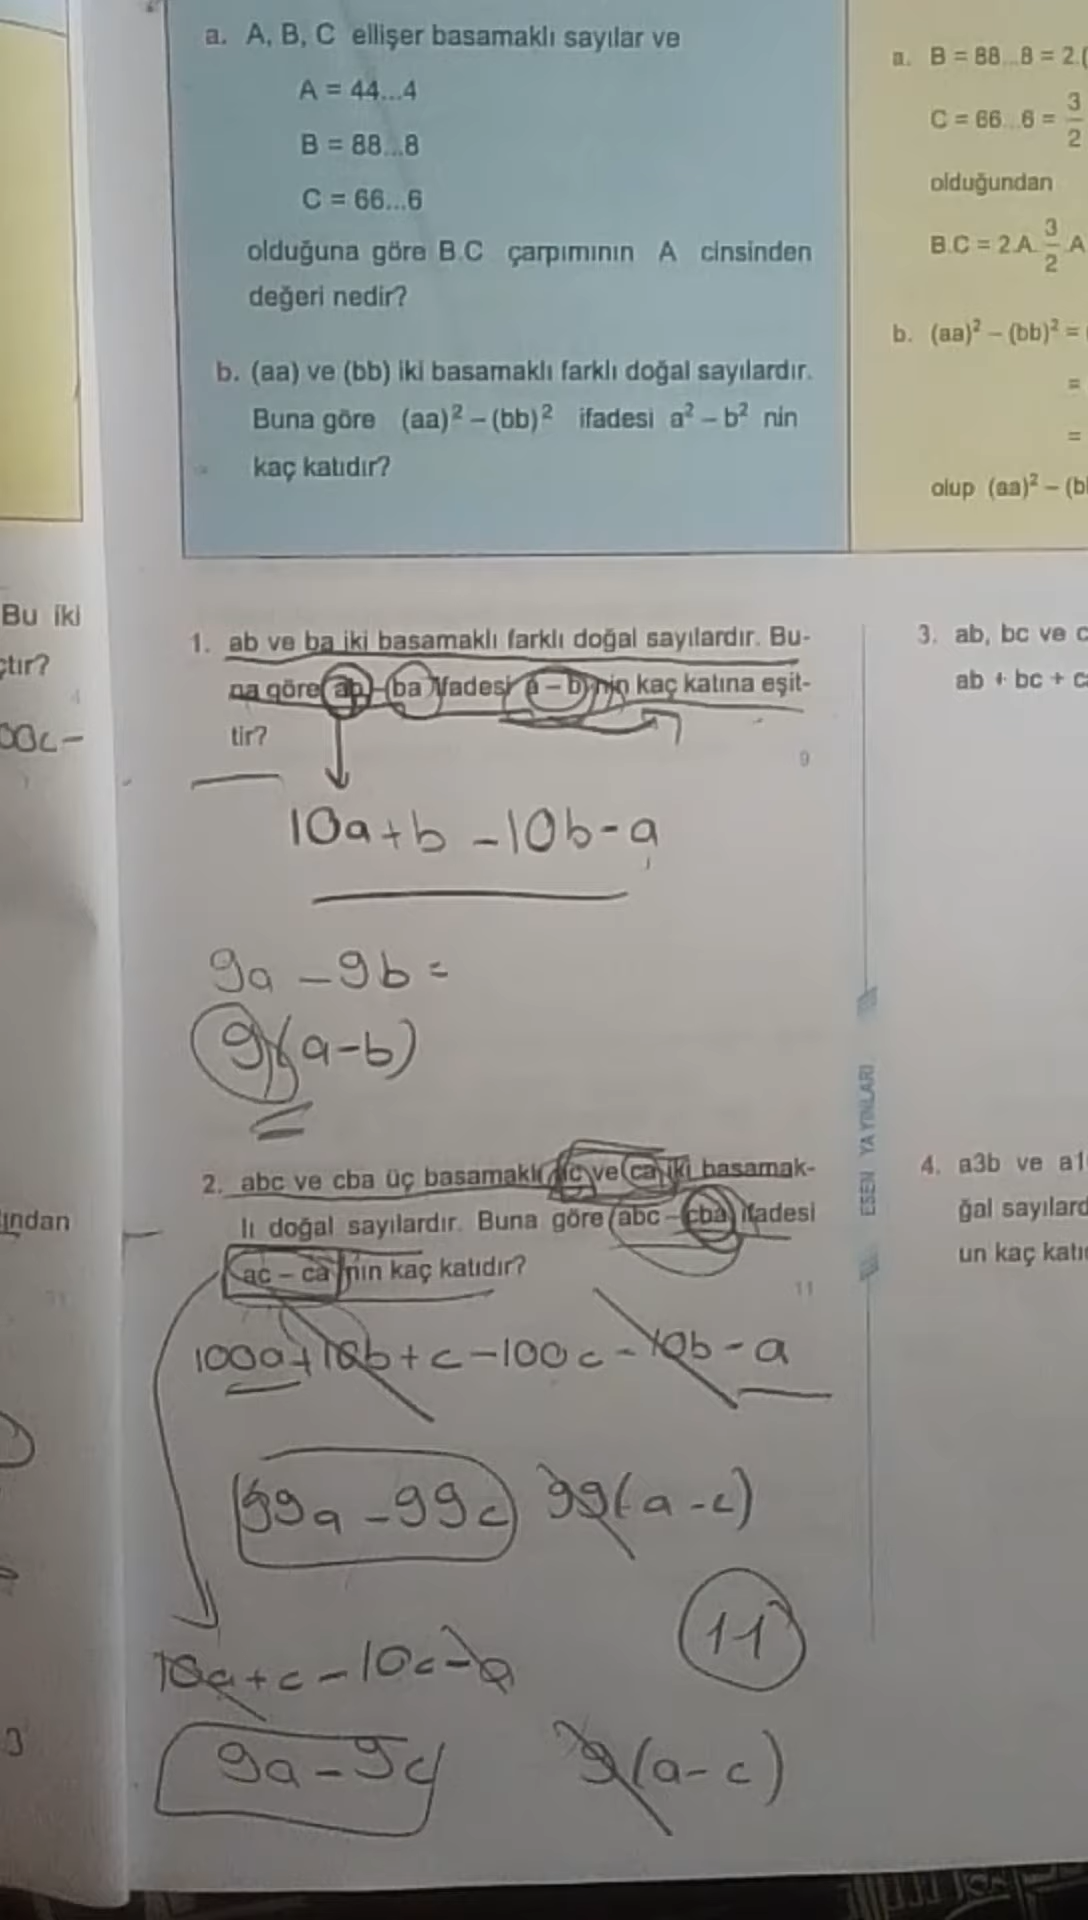 a. A, B, C ellişer basamaklı sayılar ve
A = 44...4
B = 88...8
C = 66...6
olduğuna göre B.C çarpımının A cinsinden
değeri nedir?
b. (aa) ve (bb) iki basamaklı farklı doğal sayılardır.
Buna göre (aa)² – (bb)² ifadesi a² – b² nin
kaç katıdır?
a. B = 88...8 = 2.(
C = 66...6 = 3/2
olduğundan
B.C = 2.A. 3/2 .A
b. (aa)² – (bb)² =
=
=
olup (aa)² – (b
Bu iki
çtır?
4
00c –
1. ab ve ba iki basamaklı farklı doğal sayılardır. Bu-
na göre ab – ba ifadesi a – b nin kaç katına eşit-
tir?
9
10a + b – 10b – a
9a – 9b =
9(a – b)
2. abc ve cba üç basamaklı ac ve ca iki basamak-
lı doğal sayılardır. Buna göre abc – cba ifadesi
ac – ca nin kaç katıdır?
11
100a + 10b + c – 100c – 10b – a
99a – 99c 99(a – c)
11
10a + c – 10c – a
9a – 9c 9(a – c)
ından
3
ESEN YAYINLARI
3. ab, bc ve c
ab + bc + c
4. a3b ve a1
ğal sayılard
un kaç katı